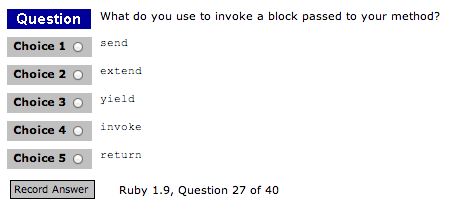 Question What do you use to invoke a block passed to your method?
Choice 1 send
Choice 2 extend
Choice 3 yield
Choice 4 invoke
Choice 5 return
Record Answer Ruby 1.9, Question 27 of 40